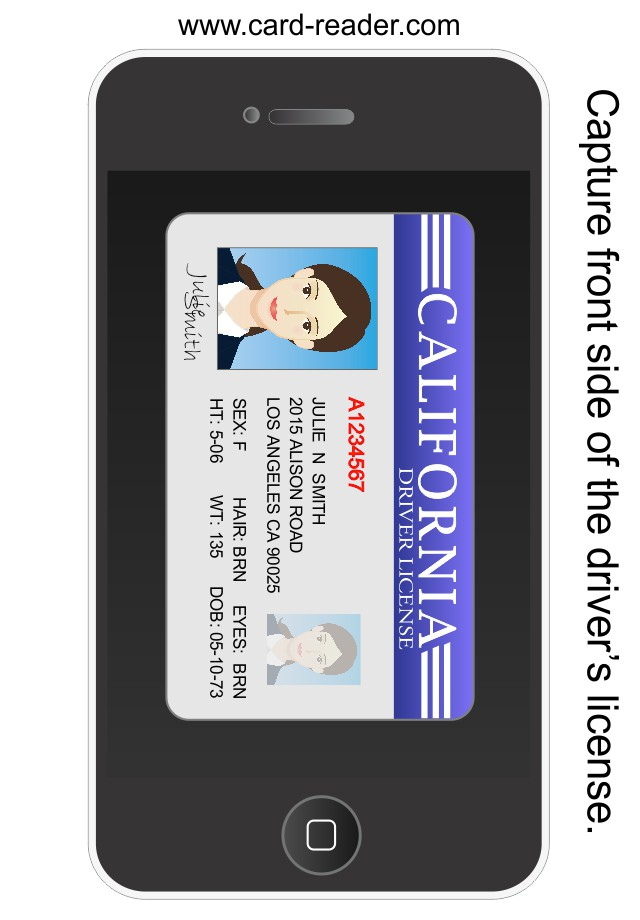 www.card-reader.com
Capture front side of the driver's license.
CALIFORNIA
DRIVER LICENSE
A1234567
JULIE N SMITH
2015 ALISON ROAD
LOS ANGELES CA 90025
SEX: F HAIR: BRN EYES: BRN
HT: 5-06 WT: 135 DOB: 05-10-73
Julie Smith